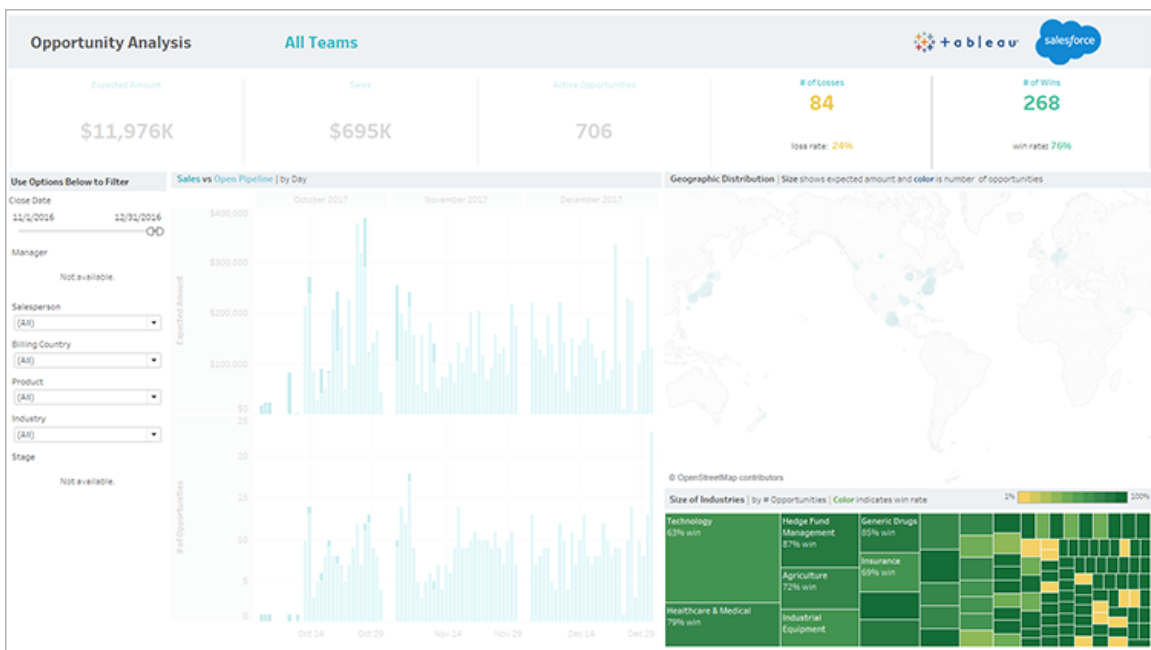 Opportunity Analysis
All Teams
+ a b l e a u
salesforce
Expected Amount
$11,976K
Sales
$695K
Active Opportunities
706
# of Losses
84
loss rate: 24%
# of Wins
268
win rate: 76%
Use Options Below to Filter
Close Date
11/1/2016 12/31/2016
Manager
Not available.
Salesperson
(All)
Billing Country
(All)
Product
(All)
Industry
(All)
Stage
Not available.
Sales vs Open Pipeline | by Day
October 2017 November 2017 December 2017
Expected Amount
$400,000
$300,000
$200,000
$100,000
$0
# of Opportunities
25
20
15
10
5
0
Oct 14 Oct 29 Nov 14 Nov 29 Dec 14 Dec 29
Geographic Distribution | Size shows expected amount and color is number of opportunities
© OpenStreetMap contributors
Size of Industries | by # Opportunities | Color indicates win rate
1% 100%
Technology
63% win
Healthcare & Medical
79% win
Hedge Fund
Management
87% win
Agriculture
72% win
Industrial
Equipment
Generic Drugs
85% win
Insurance
69% win